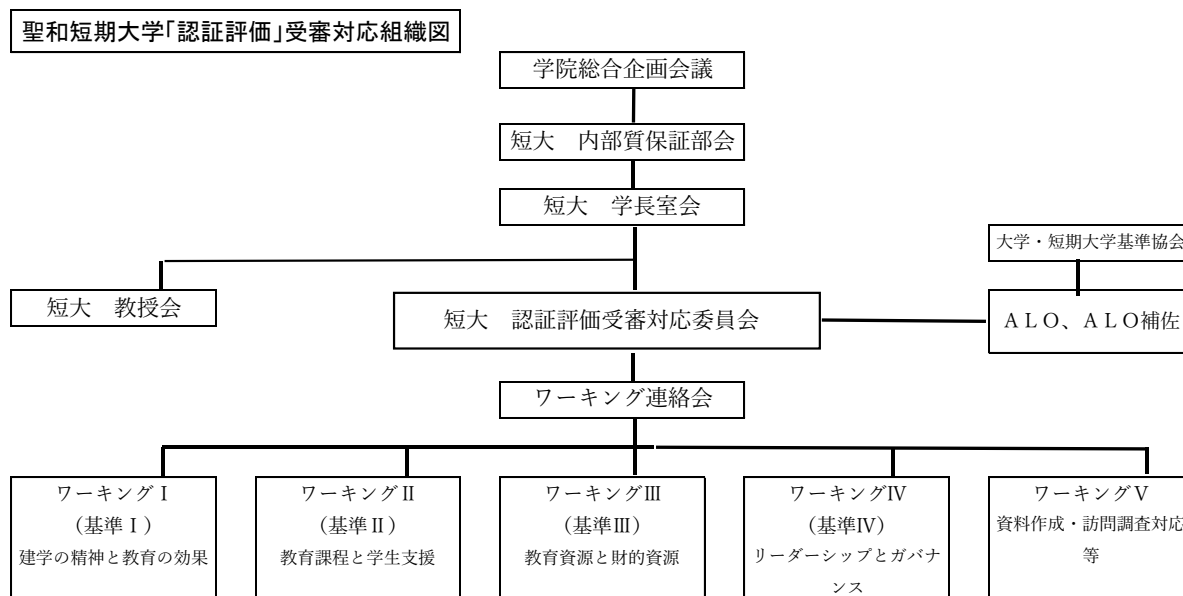 聖和短期大学「認証評価」受審対応組織図
学院総合企画会議
短大　内部質保証部会
短大　学長室会
大学・短期大学基準協会
短大　教授会
短大　認証評価受審対応委員会
ＡＬＯ、ＡＬＯ補佐
ワーキング連絡会
ワーキングⅠ
（基準Ⅰ）
建学の精神と教育の効果
ワーキングⅡ
（基準Ⅱ）
教育課程と学生支援
ワーキングⅢ
（基準Ⅲ）
教育資源と財的資源
ワーキングⅣ
（基準Ⅳ）
リーダーシップとガバナ
ンス
ワーキングⅤ
資料作成・訪問調査対応
等